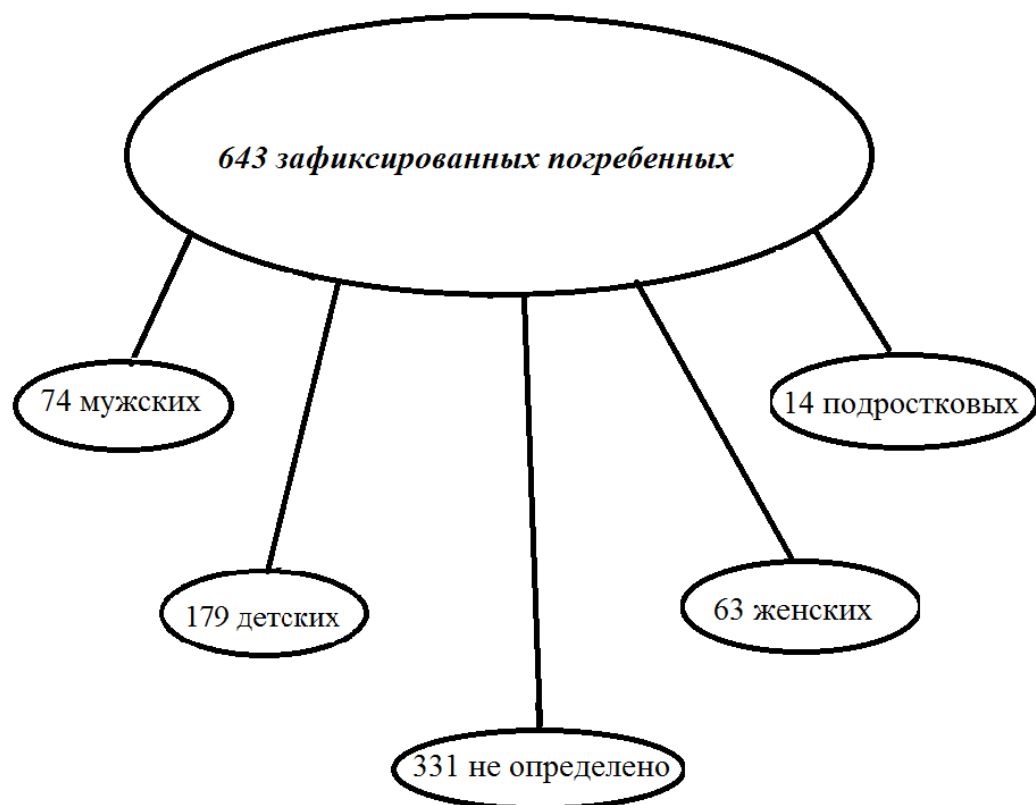 643 зафиксированных погребенных
74 мужских
14 подростковых
179 детских
63 женских
331 не определено